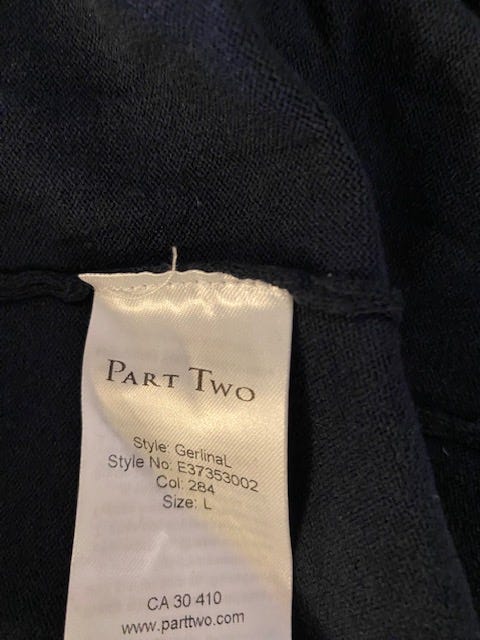 PART TWO
Style: GerlinaL
Style No: E37353002
Col: 284
Size: L
CA 30 410
www.parttwo.com